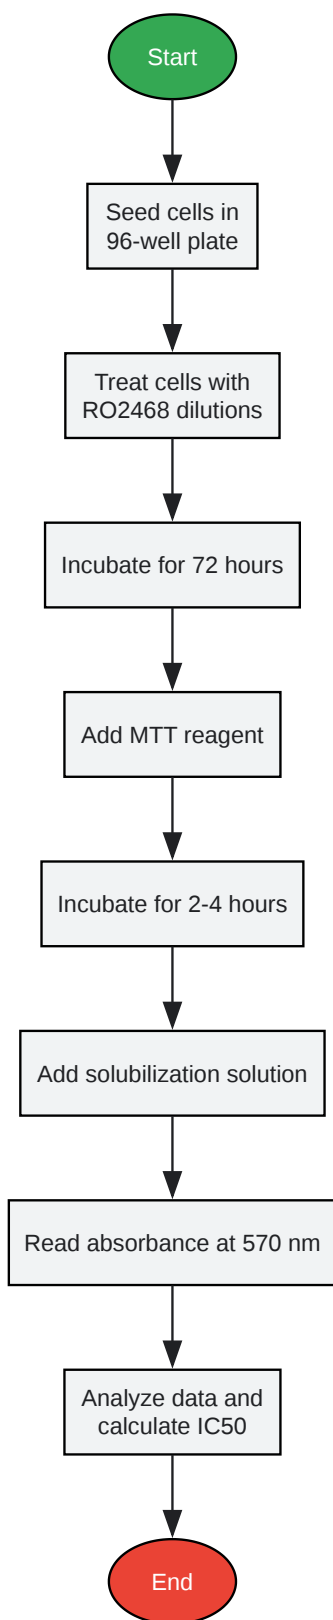 Start
Seed cells in
96-well plate
Treat cells with
RO2468 dilutions
Incubate for 72 hours
Add MTT reagent
Incubate for 2-4 hours
Add solubilization solution
Read absorbance at 570 nm
Analyze data and
calculate IC50
End